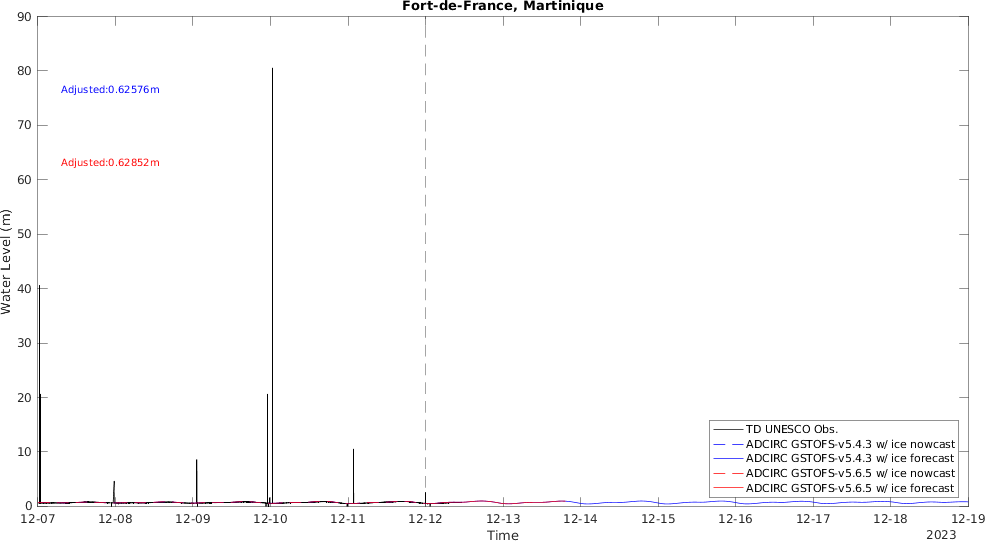 Fort-de-France, Martinique
90
80
70
60
50
40
30
20
10
0
Water Level (m)
Adjusted:0.62576m
Adjusted:0.62852m
TD UNESCO Obs.
ADCIRC GSTOFS-v5.4.3 w/ ice nowcast
ADCIRC GSTOFS-v5.4.3 w/ ice forecast
ADCIRC GSTOFS-v5.6.5 w/ ice nowcast
ADCIRC GSTOFS-v5.6.5 w/ ice forecast
12-07 12-08 12-09 12-10 12-11 12-12 12-13 12-14 12-15 12-16 12-17 12-18 12-19
Time
2023